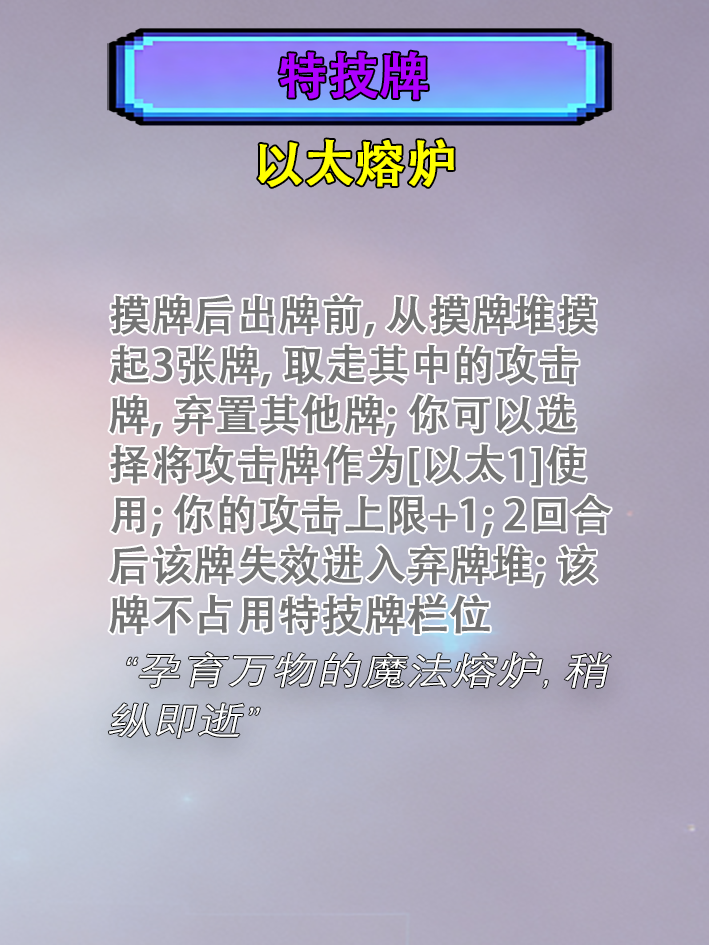 特技牌
以太熔炉
摸牌后出牌前, 从摸牌堆摸
起3张牌, 取走其中的攻击
牌, 弃置其他牌; 你可以选
择将攻击牌作为[以太1]使
用; 你的攻击上限+1; 2回合
后该牌失效进入弃牌堆; 该
牌不占用特技牌栏位
“孕育万物的魔法熔炉, 稍
纵即逝”